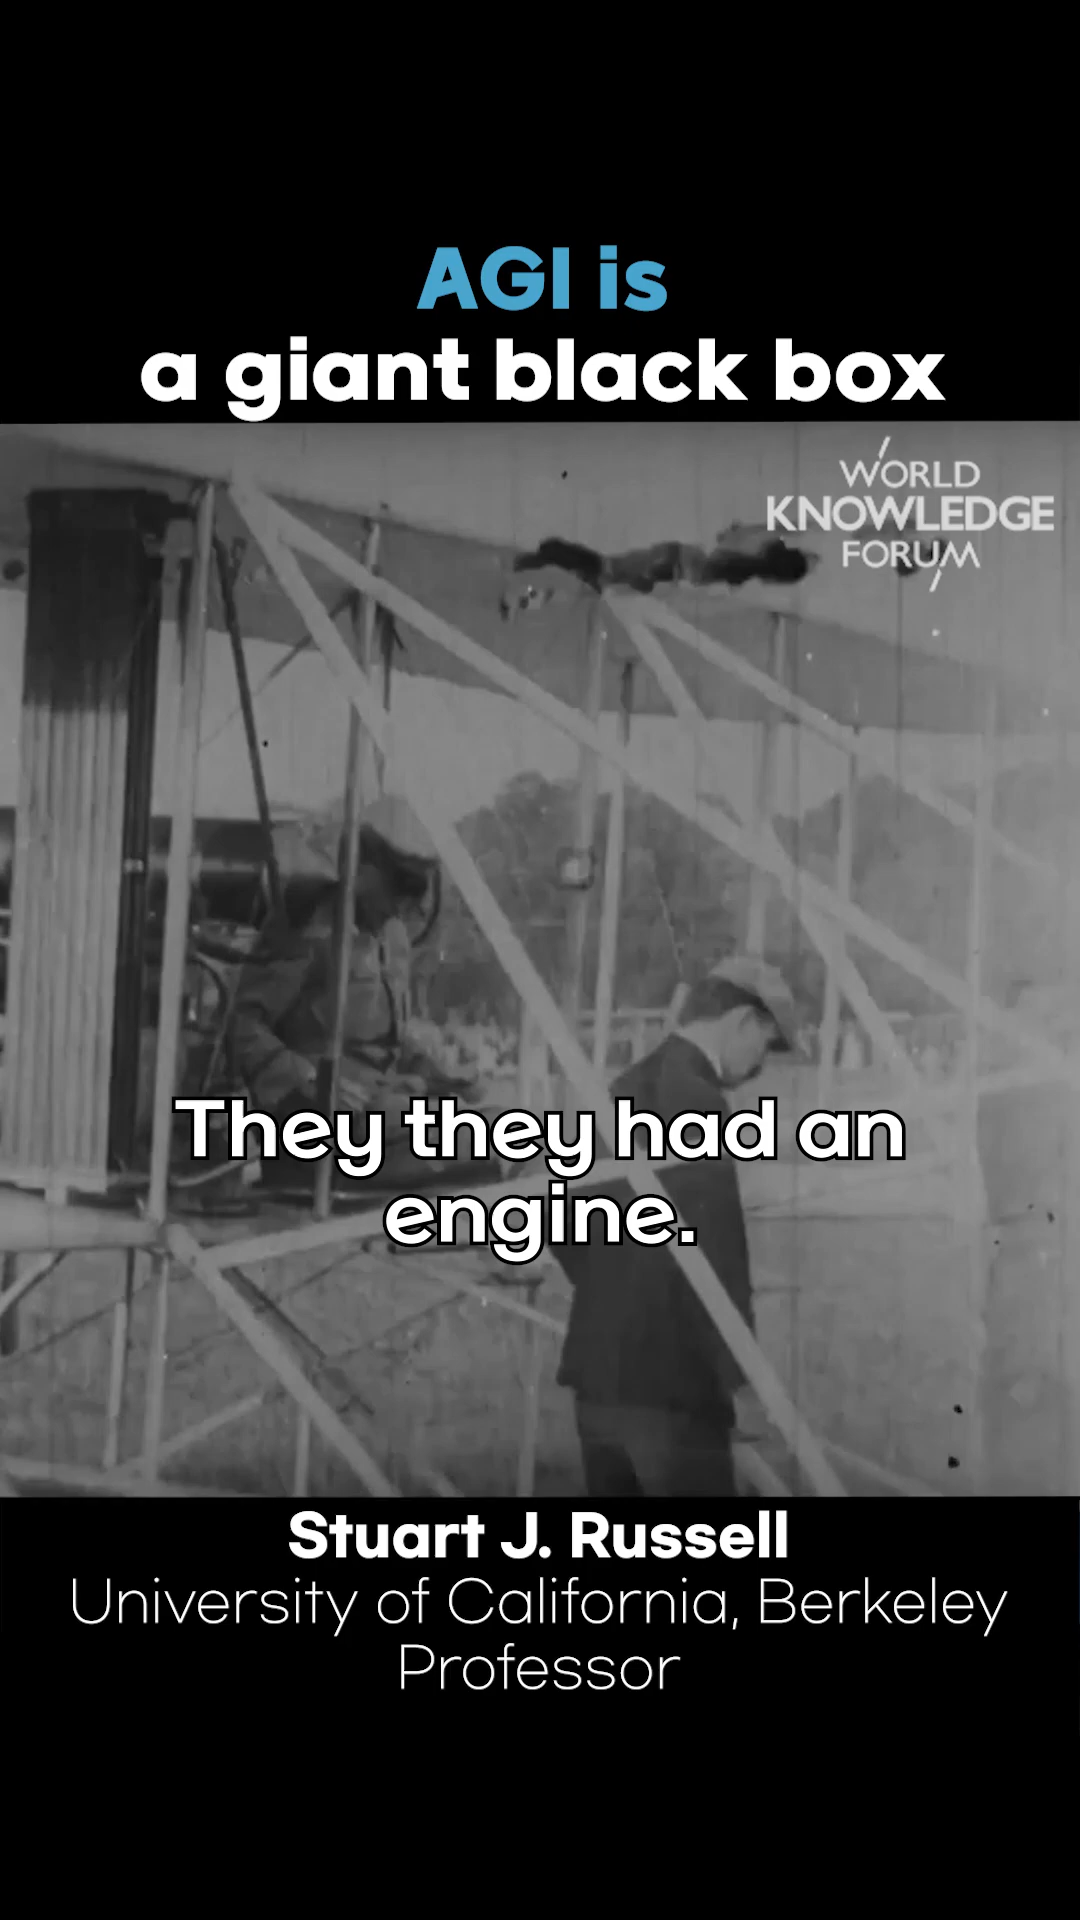 AGI is
a giant black box
WORLD
KNOWLEDGE
FORUM
They they had an
engine.
Stuart J. Russell
University of California, Berkeley
Professor